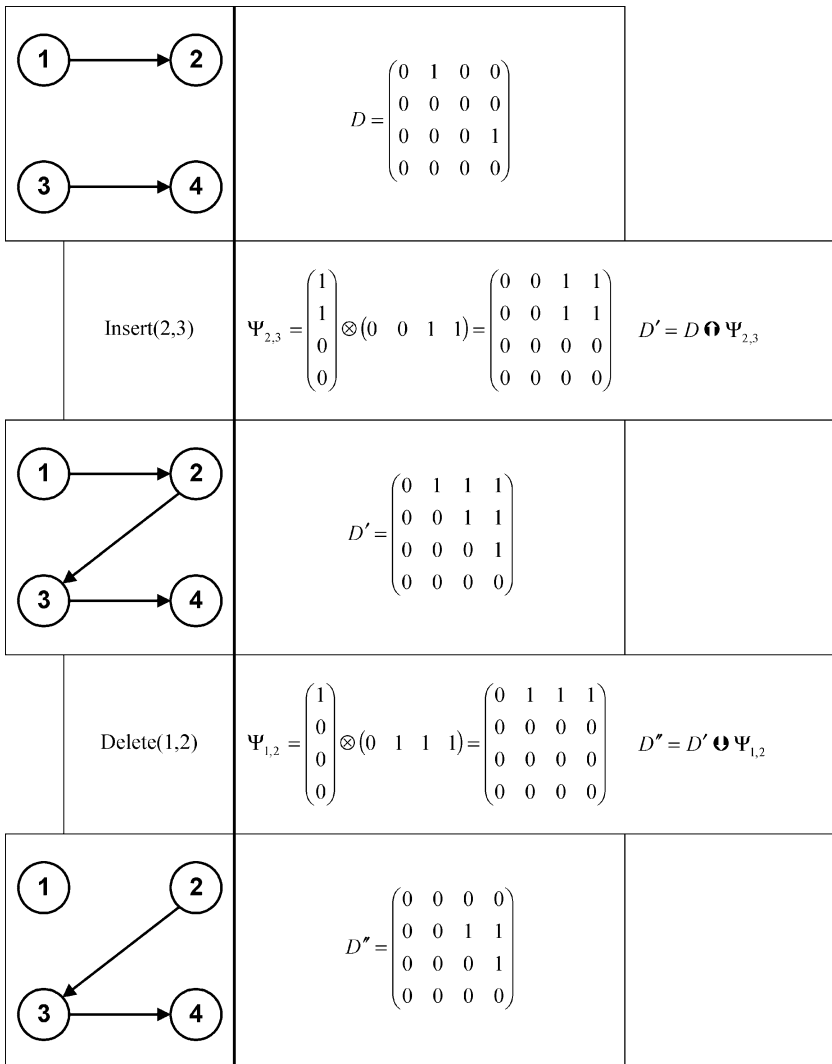 1 2
3 4
D = ( 0 1 0 0
0 0 0 0
0 0 0 1
0 0 0 0 )
Insert(2,3)
Ψ2,3 = ( 1 1 0 0 ) ⊗ (0 0 1 1) = ( 0 0 1 1
0 0 1 1
0 0 0 0
0 0 0 0 )
D′ = D ⬆ Ψ2,3
1 2
3 4
D′ = ( 0 1 1 1
0 0 1 1
0 0 0 1
0 0 0 0 )
Delete(1,2)
Ψ1,2 = ( 1 0 0 0 ) ⊗ (0 1 1 1) = ( 0 1 1 1
0 0 0 0
0 0 0 0
0 0 0 0 )
D″ = D′ ⬇ Ψ1,2
1 2
3 4
D″ = ( 0 0 0 0
0 0 1 1
0 0 0 1
0 0 0 0 )